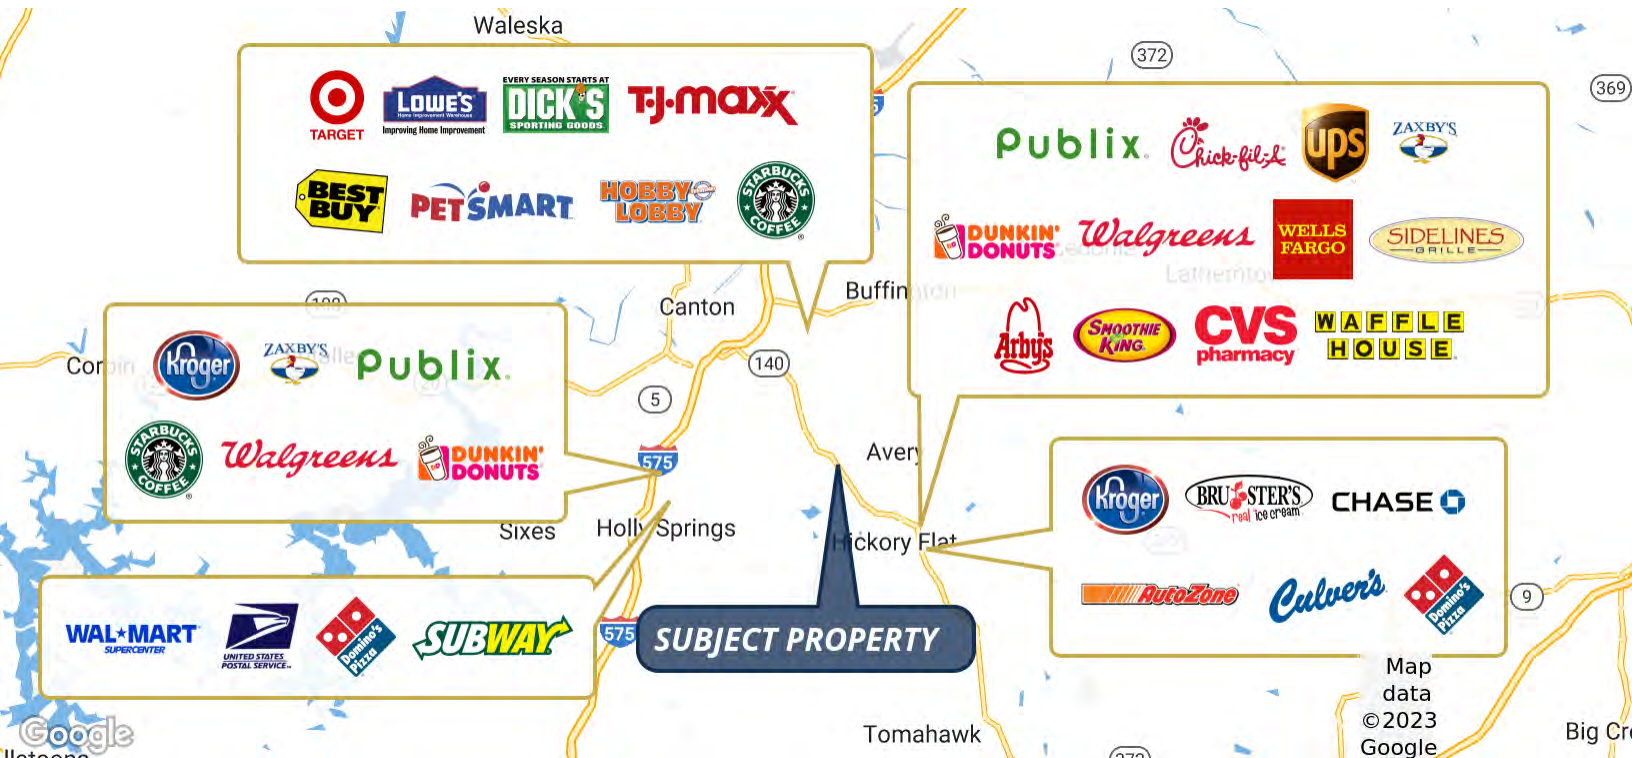 Waleska
372
369
TARGET
LOWE'S
Home Improvement Warehouse
Improving Home Improvement
EVERY SEASON STARTS AT
DICK'S
SPORTING GOODS
T·J·maxx
BEST
BUY
PETSMART
HOBBY
LOBBY
STARBUCKS
COFFEE
Publix
Chick-fil-A
ups
ZAXBY'S
DUNKIN'
DONUTS
Walgreens
WELLS
FARGO
SIDELINES
GRILLE
Arby's
SMOOTHIE
KING
CVS
pharmacy
WAFFLE
HOUSE
Canton
Buffington
140
5
Kroger
ZAXBY'S
Publix
STARBUCKS
COFFEE
Walgreens
DUNKIN'
DONUTS
575
Avery
Sixes
Holly Springs
Hickory Flat
Kroger
BRUSTER'S
real ice cream
CHASE
AutoZone
Culver's
Domino's
Pizza
9
WAL★MART
SUPERCENTER
UNITED STATES
POSTAL SERVICE
Domino's
Pizza
SUBWAY
575
SUBJECT PROPERTY
Map
data
©2023
Google
Google
Tomahawk
Big Cr